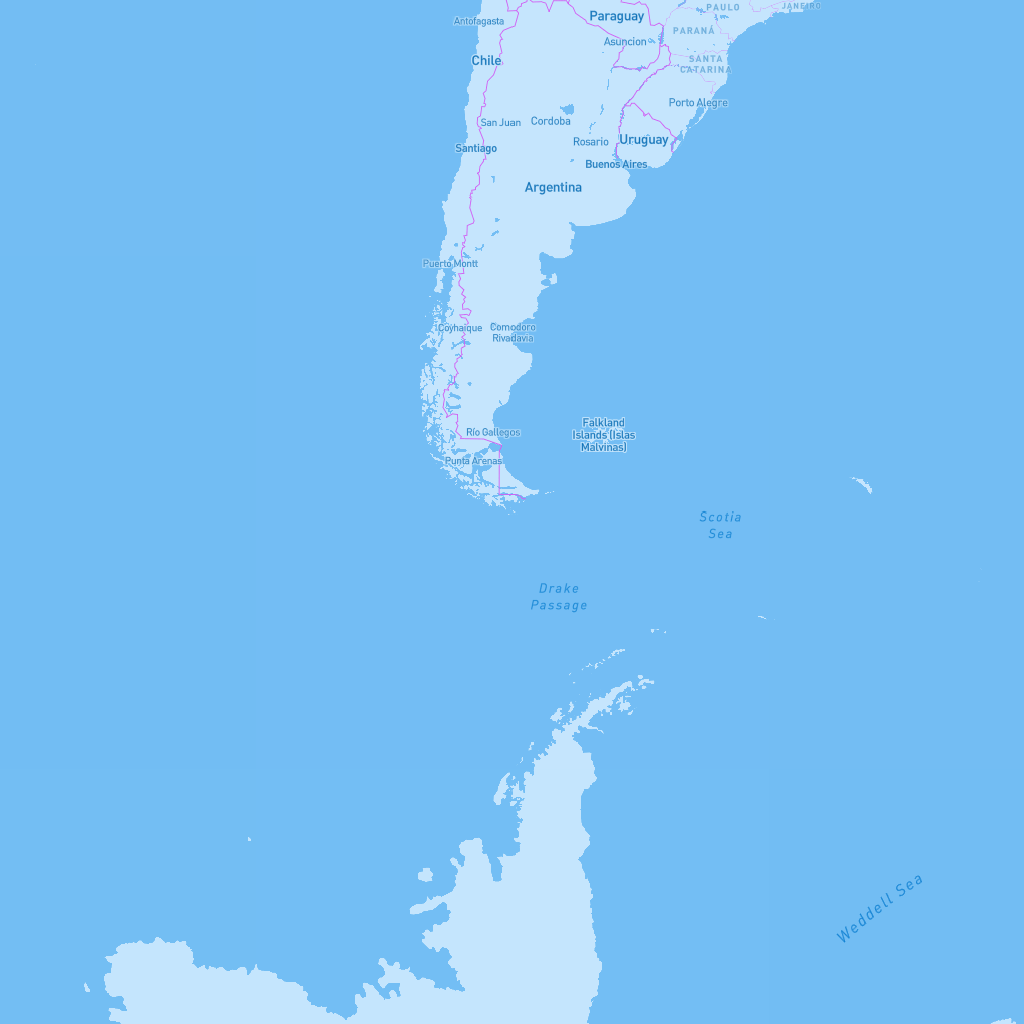 PAULO
JANEIRO
Paraguay
Antofagasta
PARANÁ
Asuncion
Chile
SANTA
CATARINA
Porto Alegre
San Juan
Cordoba
Rosario
Uruguay
Santiago
Buenos Aires
Argentina
Puerto Montt
Coyhaique
Comodoro
Rivadavia
Falkland
Islands (Islas
Malvinas)
Río Gallegos
Punta Arenas
Scotia
Sea
Drake
Passage
Weddell Sea